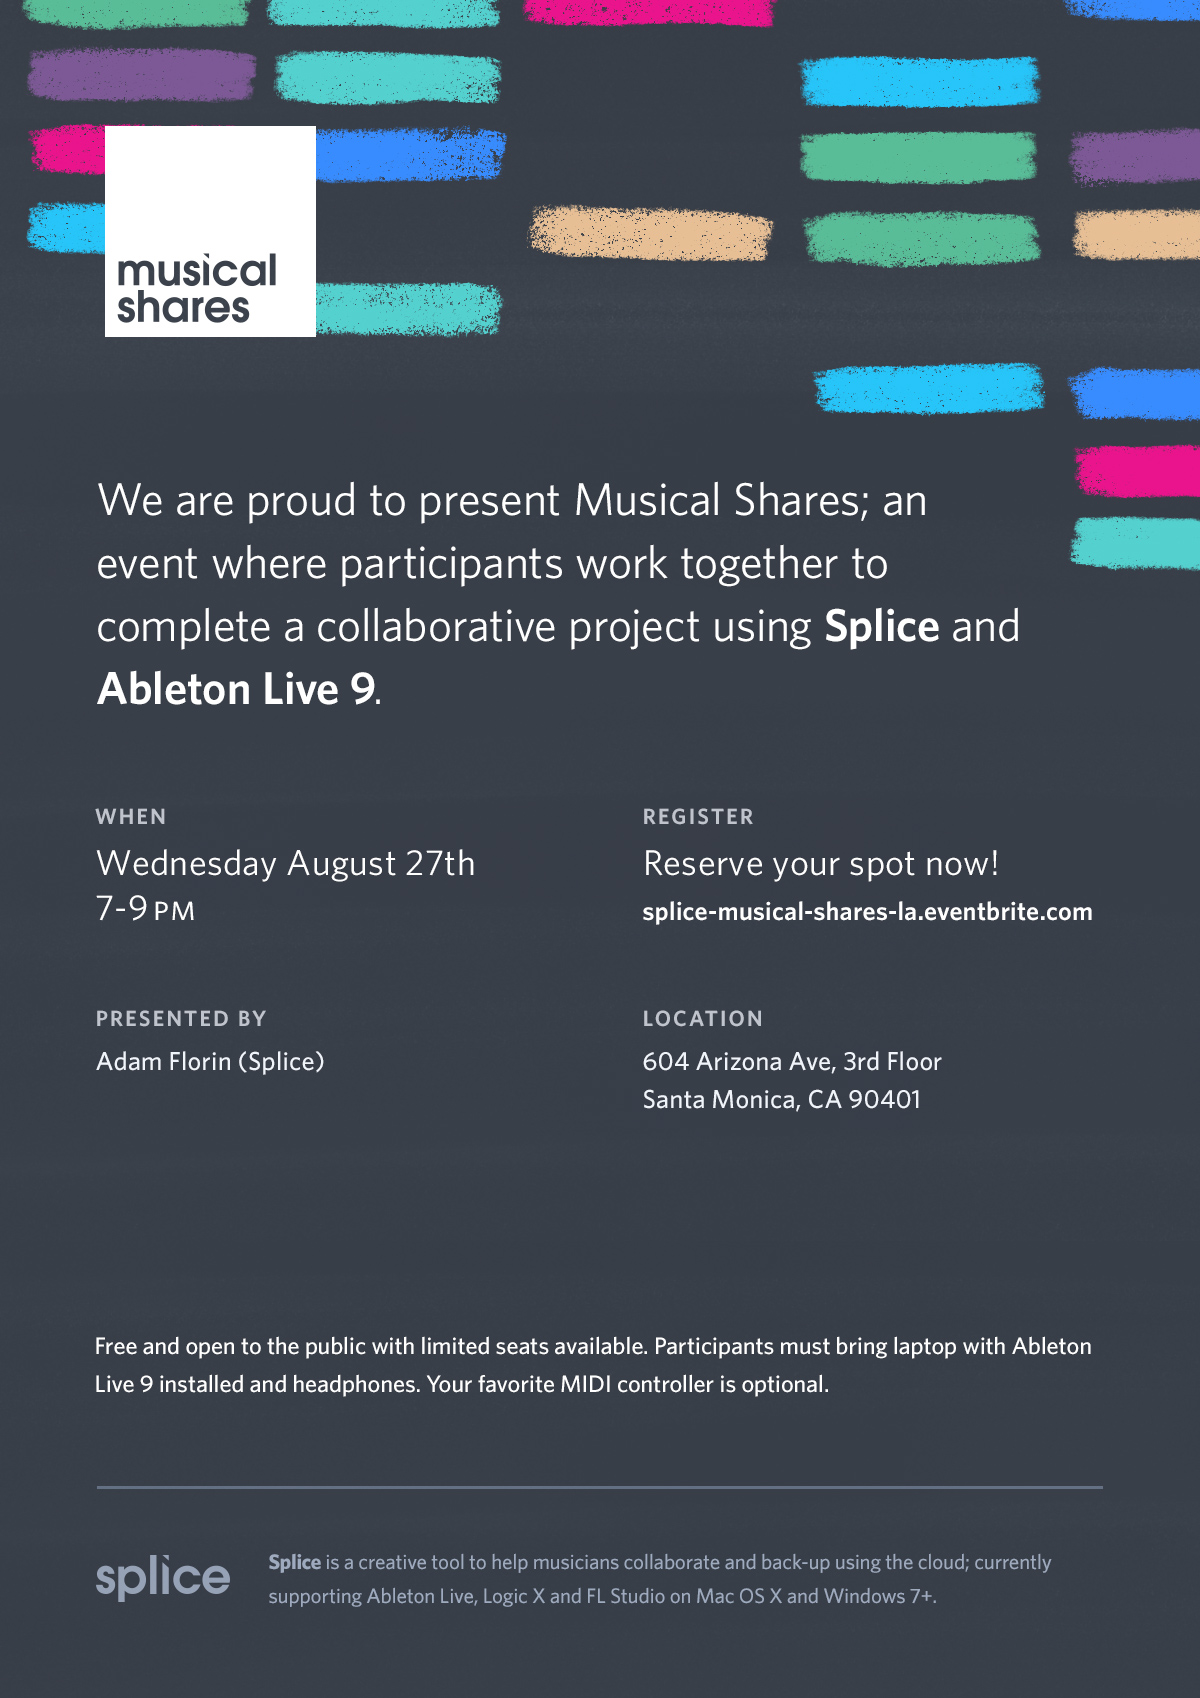 musical
shares
We are proud to present Musical Shares; an
event where participants work together to
complete a collaborative project using Splice and
Ableton Live 9.
WHEN
Wednesday August 27th
7-9 PM
REGISTER
Reserve your spot now!
splice-musical-shares-la.eventbrite.com
PRESENTED BY
Adam Florin (Splice)
LOCATION
604 Arizona Ave, 3rd Floor
Santa Monica, CA 90401
Free and open to the public with limited seats available. Participants must bring laptop with Ableton
Live 9 installed and headphones. Your favorite MIDI controller is optional.
splice
Splice is a creative tool to help musicians collaborate and back-up using the cloud; currently
supporting Ableton Live, Logic X and FL Studio on Mac OS X and Windows 7+.